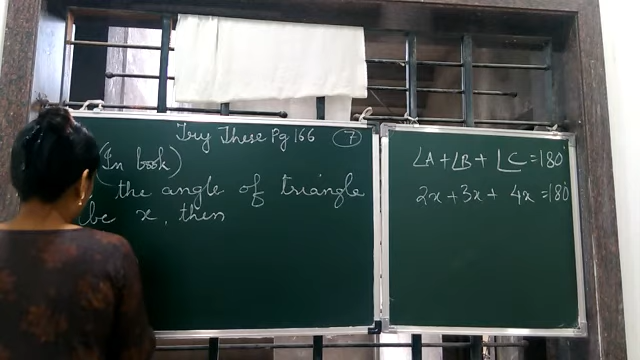 Try These Pg 166 7
(In book)
the angle of triangle
be x, then
∠A + ∠B + ∠C = 180°
2x + 3x + 4x = 180°